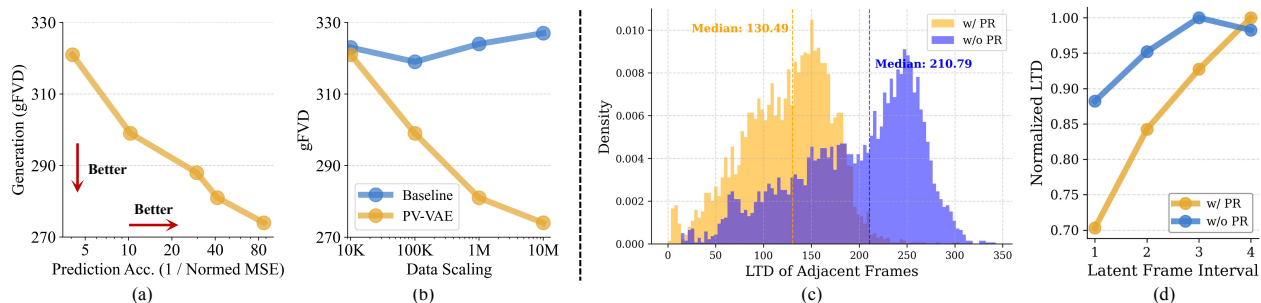 330
310
290
270
Generation (gFVD)
Better
Better
5
10
20
40
80
Prediction Acc. (1 / Normed MSE)
(a)
330
310
290
270
gFVD
Baseline
PV-VAE
10K
100K
1M
10M
Data Scaling
(b)
0.010
0.008
0.006
0.004
0.002
0.000
Density
Median: 130.49
Median: 210.79
w/ PR
w/o PR
0
50
100
150
200
250
300
350
LTD of Adjacent Frames
(c)
1.00
0.95
0.90
0.85
0.80
0.75
0.70
Normalized LTD
w/ PR
w/o PR
1
2
3
4
Latent Frame Interval
(d)